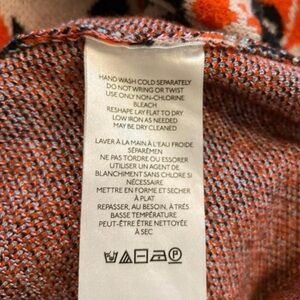 HAND WASH COLD SEPARATELY
DO NOT WRING OR TWIST
USE ONLY NON-CHLORINE
BLEACH
RESHAPE LAY FLAT TO DRY
LOW IRON AS NEEDED
MAY BE DRY CLEANED
LAVER À LA MAIN À L'EAU FROIDE
SÉPARÉMEN
NE PAS TORDRE OU ESSORER
UTILISER UN AGENT DE
BLANCHIMENT SANS CHLORE SI
NÉCESSAIRE
METTRE EN FORME ET SÉCHER
À PLAT
REPASSER, AU BESOIN, À TRÈS
BASSE TEMPÉRATURE
PEUT-ÊTRE ÊTRE NETTOYÉ
À SEC